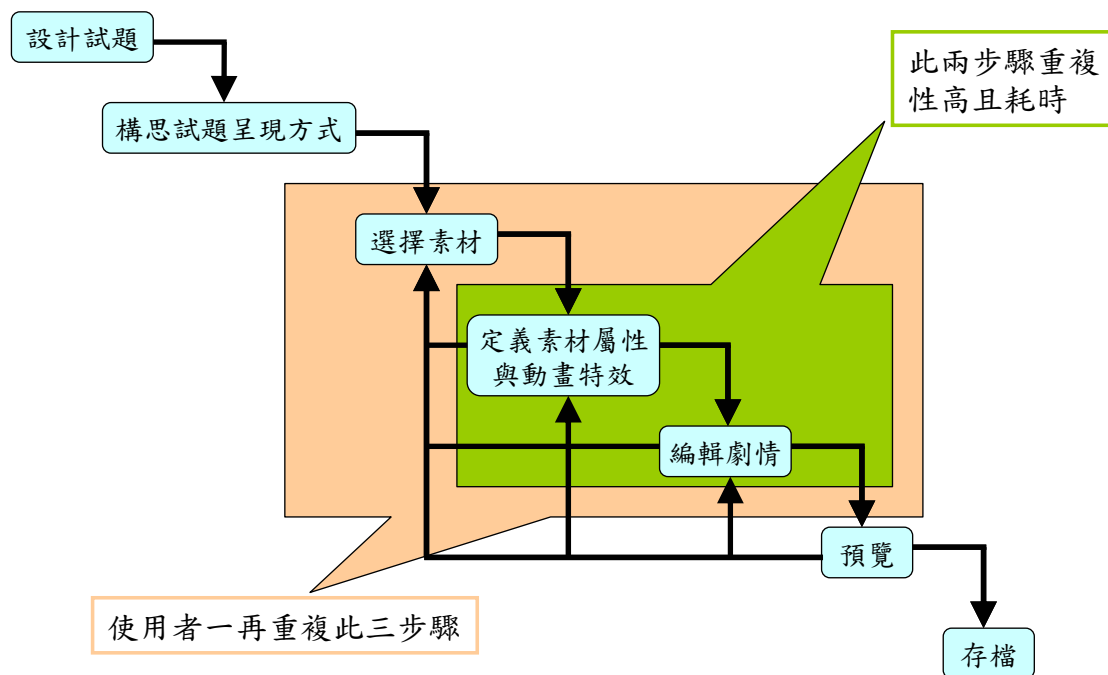 設計試題
此兩步驟重複
性高且耗時
構思試題呈現方式
選擇素材
定義素材屬性
與動畫特效
編輯劇情
預覽
使用者一再重複此三步驟
存檔